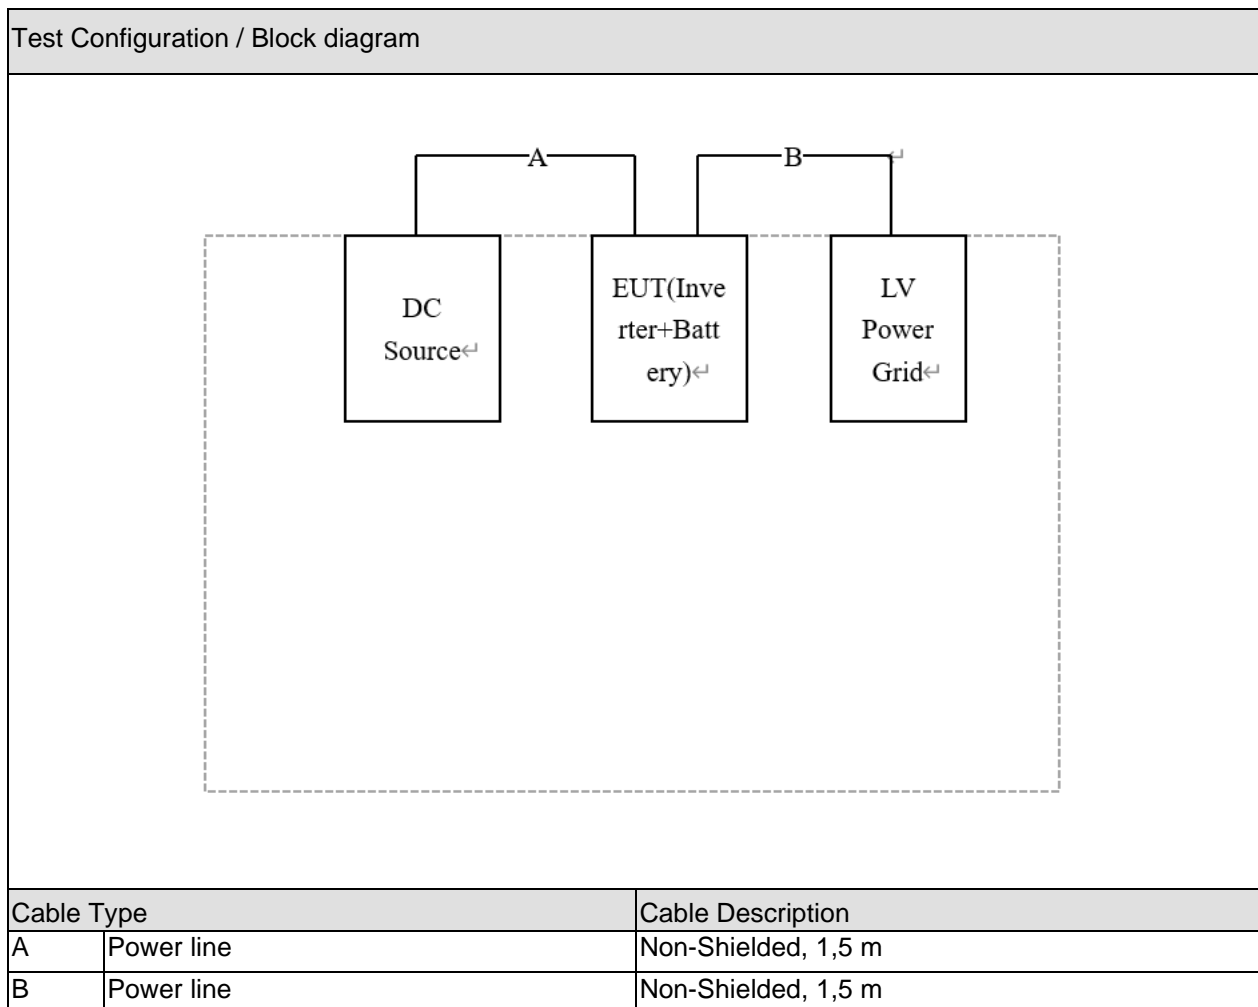 Test Configuration / Block diagram
A
B
DC
Source↵
EUT(Inve
rter+Batt
ery)↵
LV
Power
Grid↵
Cable Type Cable Description
A Power line Non-Shielded, 1,5 m
B Power line Non-Shielded, 1,5 m